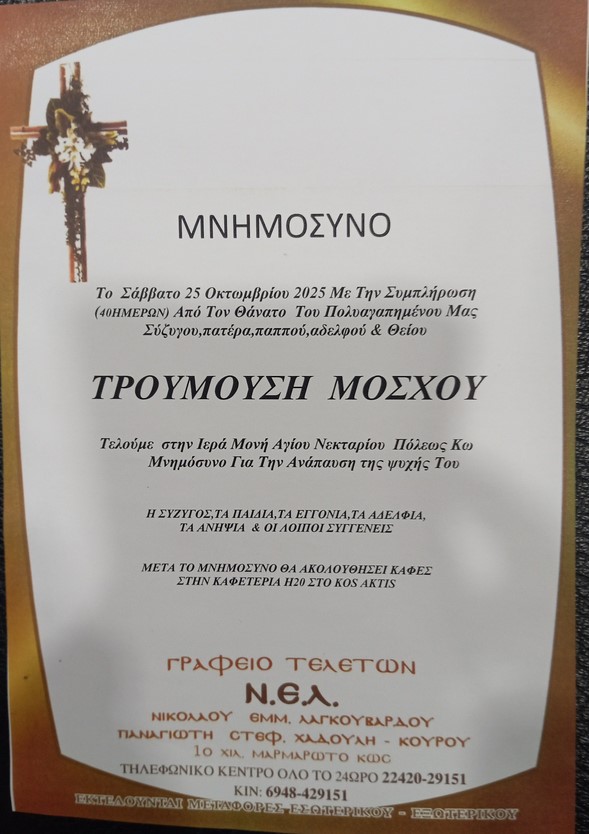 ΜΝΗΜΟΣΥΝΟ
Το Σάββατο 25 Οκτωμβρίου 2025 Με Την Συμπλήρωση
(40ΗΜΕΡΩΝ) Από Τον Θάνατο Του Πολυαγαπημένου Μας
Σύζυγου,πατέρα,παππού,αδελφού & Θείου
ΤΡΟΥΜΟΥΣΗ ΜΟΣΧΟΥ
Τελούμε στην Ιερά Μονή Αγίου Νεκταρίου Πόλεως Κω
Μνημόσυνο Για Την Ανάπαυση της ψυχής Του
Η ΣΥΖΥΓΟΣ,ΤΑ ΠΑΙΔΙΑ,ΤΑ ΕΓΓΟΝΙΑ,ΤΑ ΑΔΕΛΦΙΑ,
ΤΑ ΑΝΗΨΙΑ & ΟΙ ΛΟΙΠΟΙ ΣΥΓΓΕΝΕΙΣ
ΜΕΤΑ ΤΟ ΜΝΗΜΟΣΥΝΟ ΘΑ ΑΚΟΛΟΥΘΗΣΕΙ ΚΑΦΕΣ
ΣΤΗΝ ΚΑΦΕΤΕΡΙΑ Η20 ΣΤΟ KOS AKTIS
ΓΡΑΦΕΙΟ ΤΕΛΕΤΩΝ
Ν.Ε.Λ.
ΝΙΚΟΛΑΟΥ ΕΜΜ. ΛΑΓΚΟΥΒΑΡΔΟΥ
ΠΑΝΑΓΙΩΤΗ ΣΤΕΦ. ΧΑΔΟΥΛΗ - ΚΟΥΡΟΥ
1ο ΧΙΛ. ΜΑΡΜΑΡΩΤΟ ΚΩΣ
ΤΗΛΕΦΩΝΙΚΟ ΚΕΝΤΡΟ ΟΛΟ ΤΟ 24ΩΡΟ 22420-29151
ΚΙΝ: 6948-429151
ΕΚΤΕΛΟΥΝΤΑΙ ΜΕΤΑΦΟΡΕΣ ΕΣΩΤΕΡΙΚΟΥ - ΕΞΩΤΕΡΙΚΟΥ